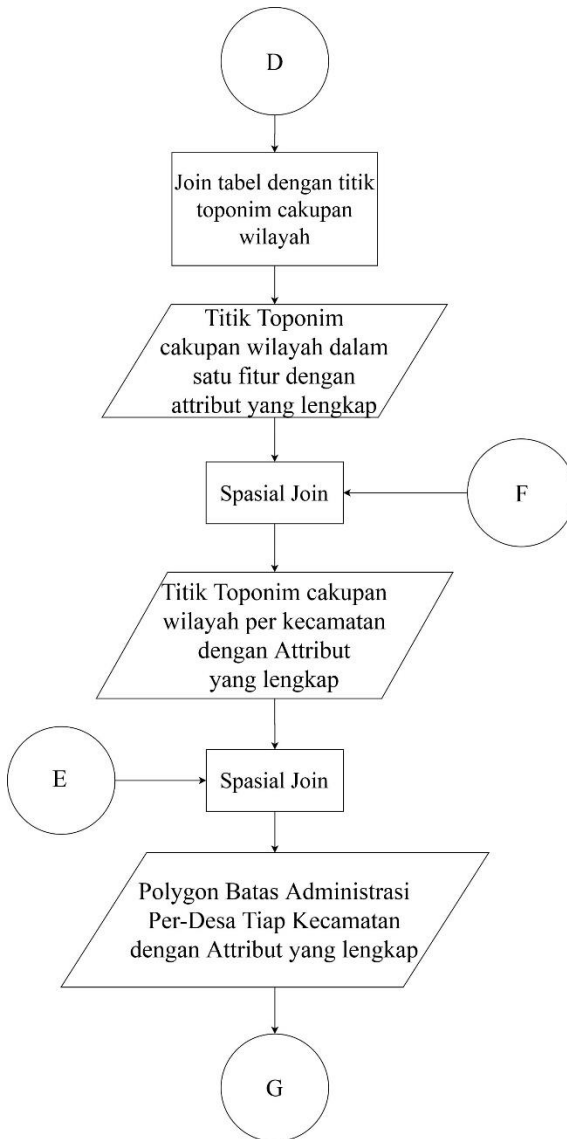 D
Join tabel dengan titik
toponim cakupan
wilayah
Titik Toponim
cakupan wilayah dalam
satu fitur dengan
attribut yang lengkap
Spasial Join
F
Titik Toponim cakupan
wilayah per kecamatan
dengan Attribut
yang lengkap
E
Spasial Join
Polygon Batas Administrasi
Per-Desa Tiap Kecamatan
dengan Attribut yang lengkap
G